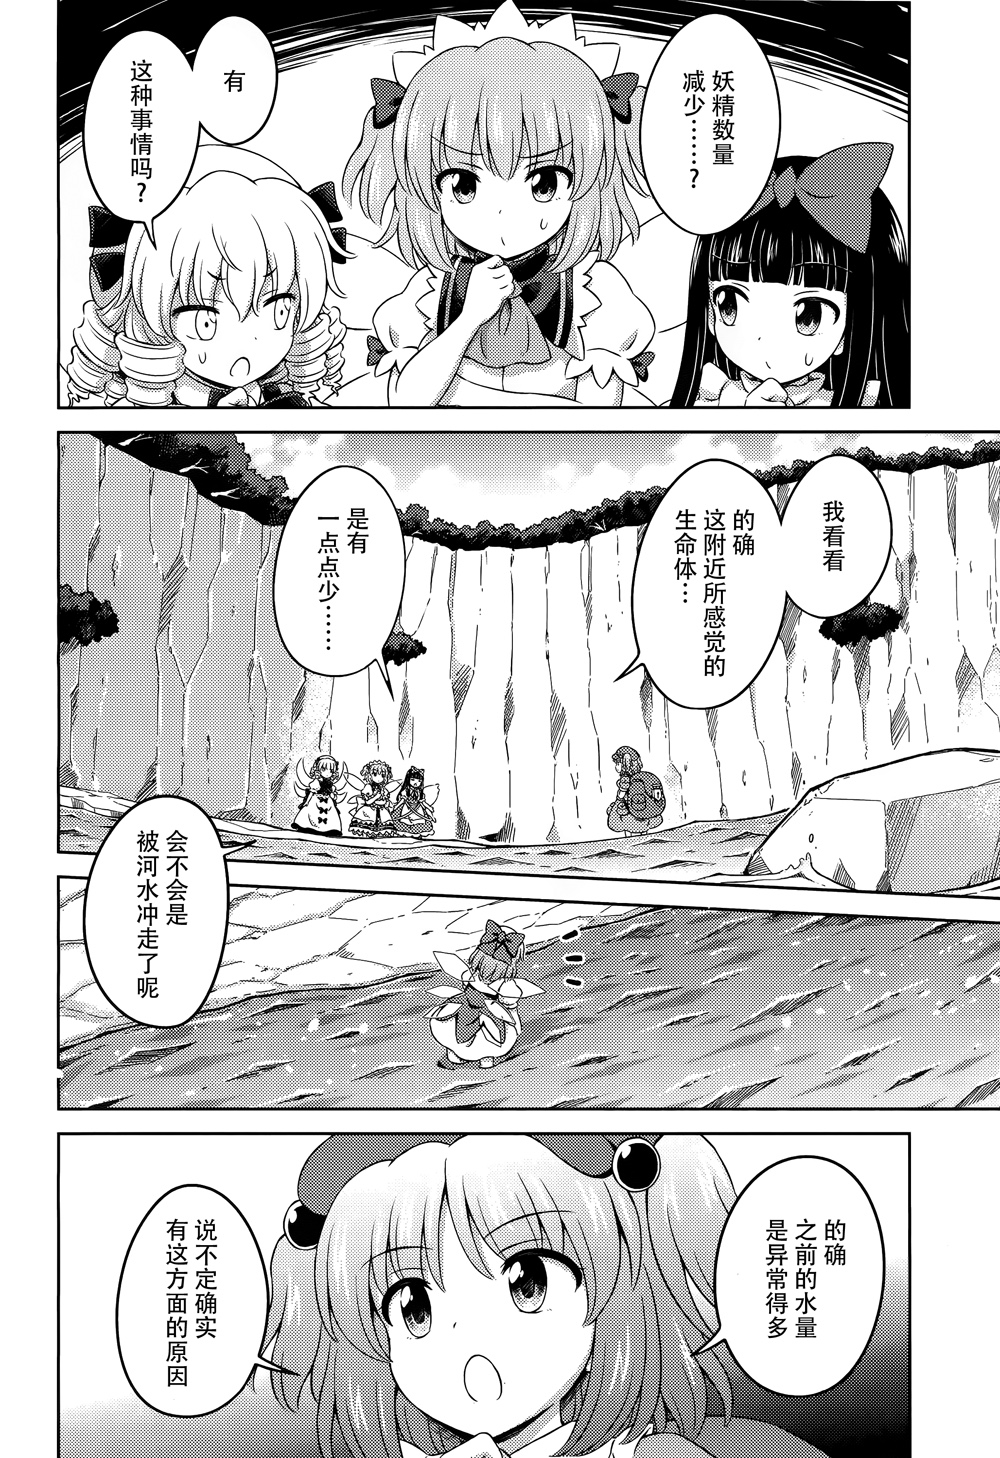 妖精数量
减少………?
有
这种事情吗?
我看看
的确
这附近所感觉的
生命体…
是有
一点点少……
会不会是
被河水冲走了呢
的确
之前的水量
是异常得多
说不定确实
有这方面的原因